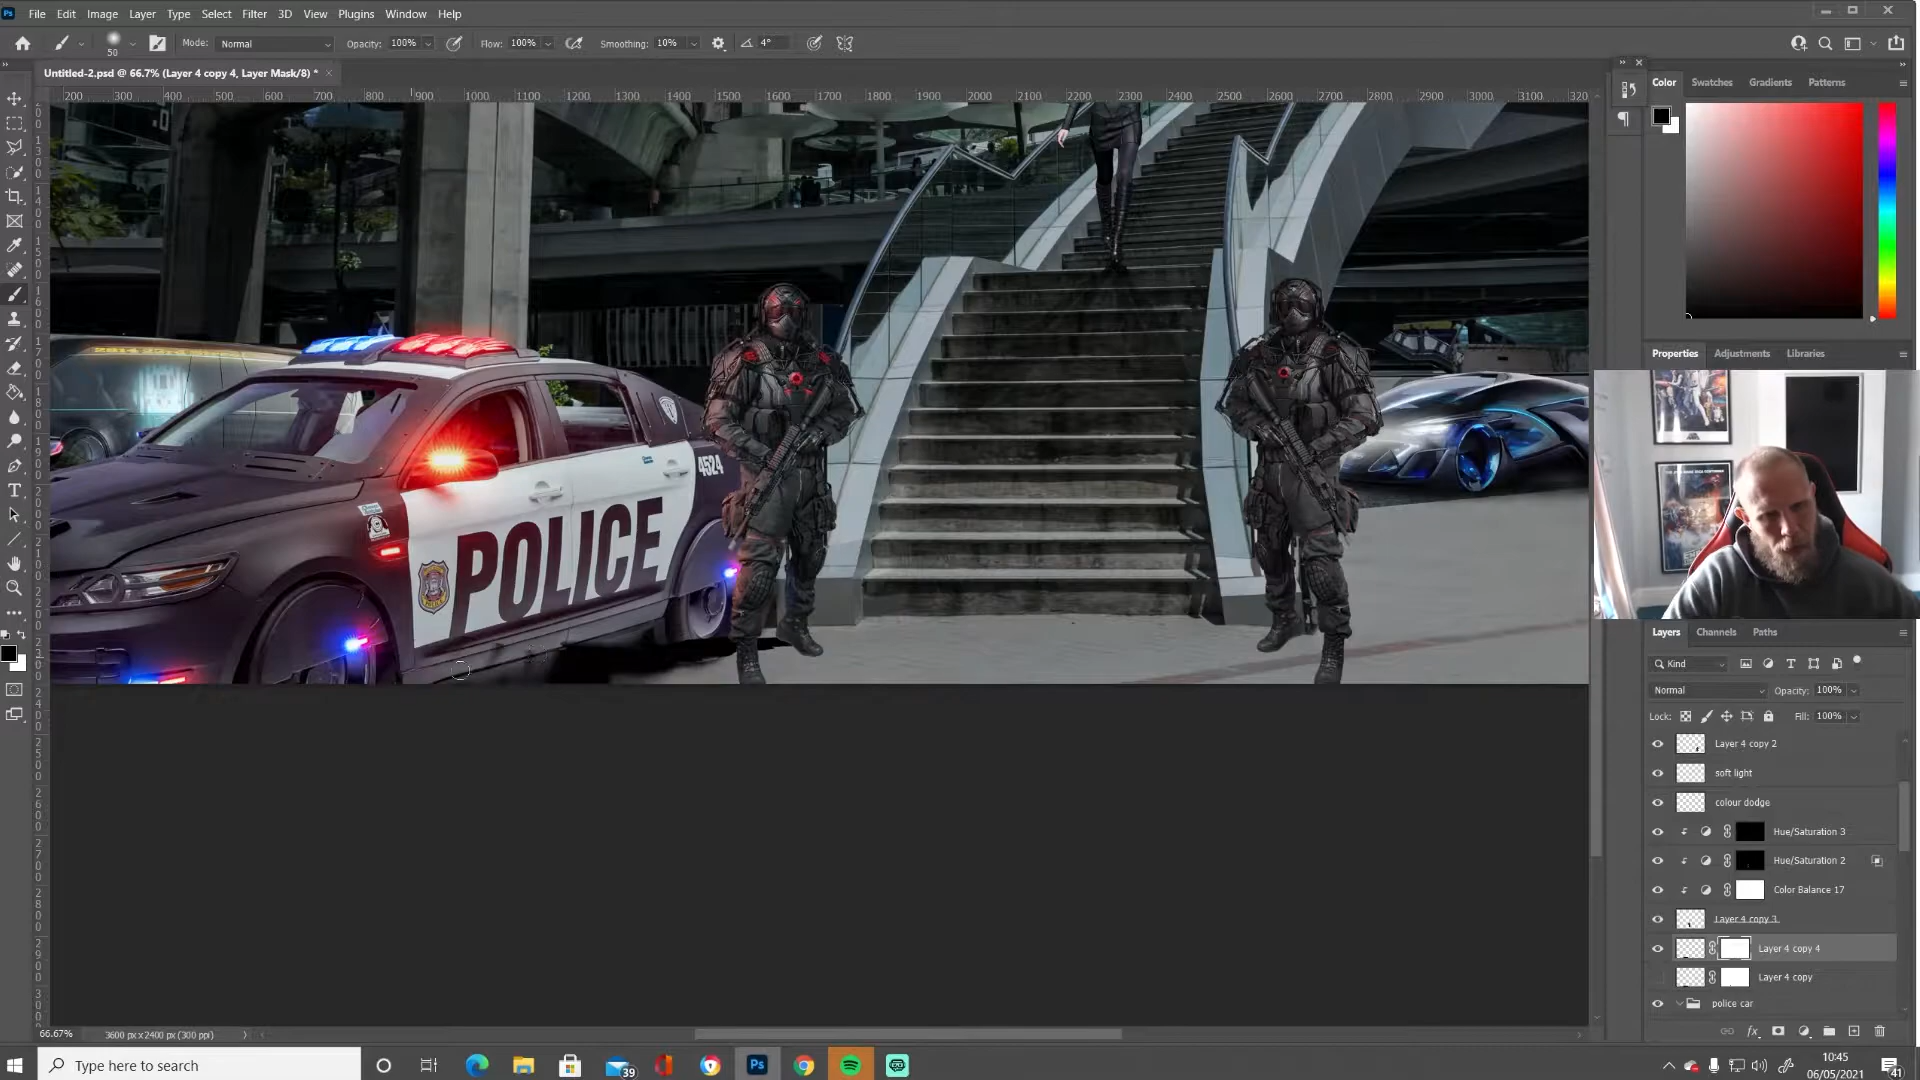 File Edit Image Layer Type Select Filter 3D View Plugins Window Help
50 Mode: Normal Opacity: 100% Flow: 100% Smoothing: 10% 4°
Untitled-2.psd @ 66.7% (Layer 4 copy 4, Layer Mask/8) *
200 300 400 500 600 700 800 900 1000 1100 1200 1300 1400 1500 1600 1700 1800 1900 2000 2100 2200 2300 2400 2500 2600 2700 2800 2900 3000 3100 320
Color Swatches Gradients Patterns
Properties Adjustments Libraries
4524
POLICE
Layers Channels Paths
Kind
Normal Opacity: 100%
Lock: Fill: 100%
Layer 4 copy 2
soft light
colour dodge
Hue/Saturation 3
Hue/Saturation 2
Color Balance 17
Layer 4 copy 3
Layer 4 copy 4
Layer 4 copy
police car
66.67% 3600 px x 2400 px (300 ppi)
Type here to search
39
10:45
06/05/2021
41